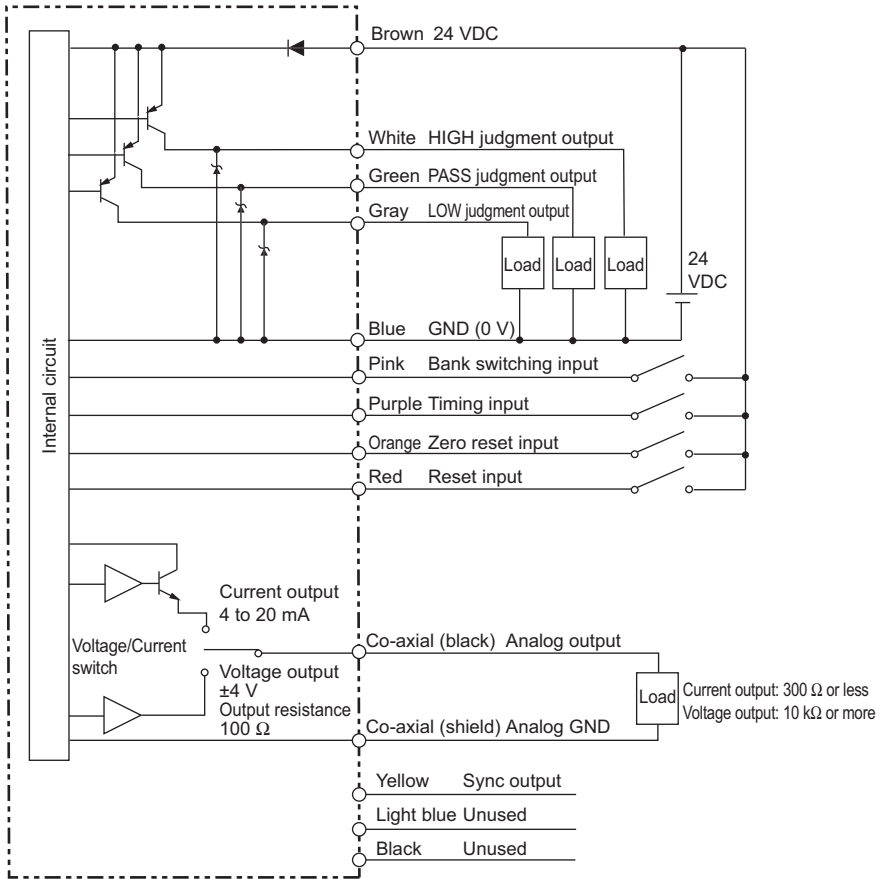 Brown 24 VDC
White HIGH judgment output
Green PASS judgment output
Gray LOW judgment output
Load Load Load
24
VDC
Blue GND (0 V)
Pink Bank switching input
Purple Timing input
Orange Zero reset input
Red Reset input
Internal circuit
Current output
4 to 20 mA
Voltage/Current
switch
Voltage output
±4 V
Output resistance
100 Ω
Co-axial (black) Analog output
Load
Current output: 300 Ω or less
Voltage output: 10 kΩ or more
Co-axial (shield) Analog GND
Yellow Sync output
Light blue Unused
Black Unused